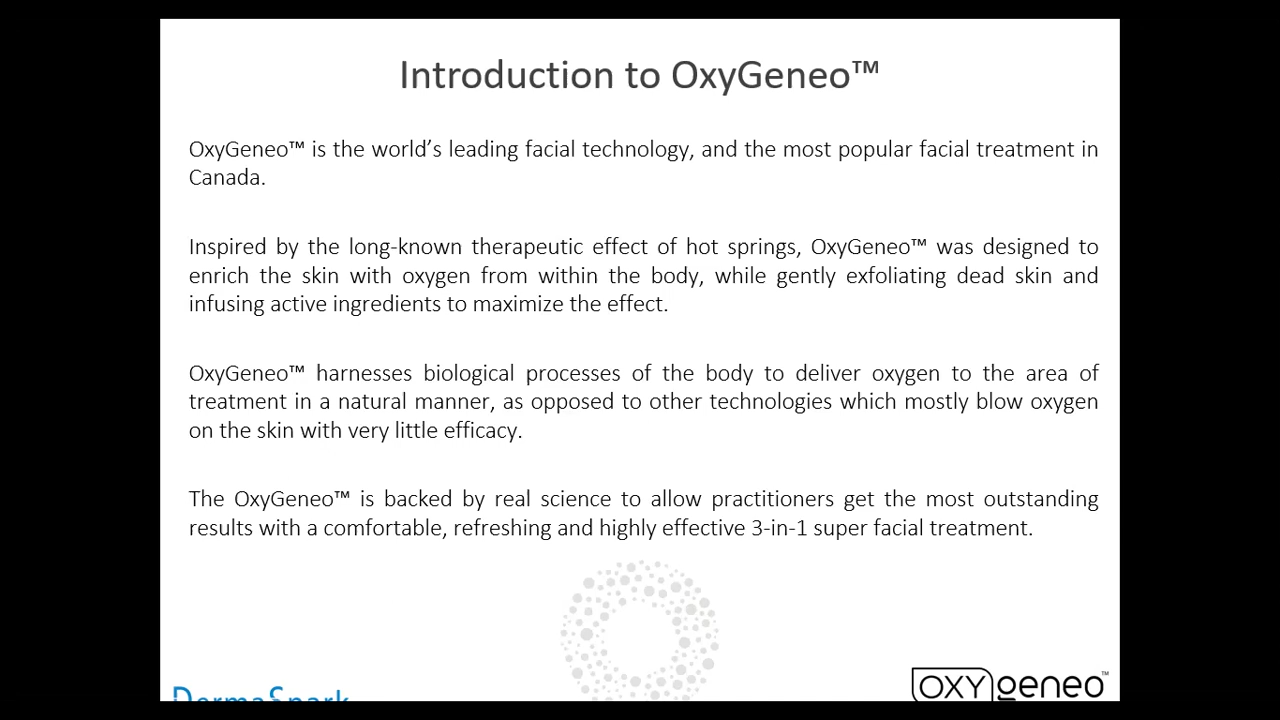 Introduction to OxyGeneo™
OxyGeneo™ is the world’s leading facial technology, and the most popular facial treatment in
Canada.
Inspired by the long-known therapeutic effect of hot springs, OxyGeneo™ was designed to
enrich the skin with oxygen from within the body, while gently exfoliating dead skin and
infusing active ingredients to maximize the effect.
OxyGeneo™ harnesses biological processes of the body to deliver oxygen to the area of
treatment in a natural manner, as opposed to other technologies which mostly blow oxygen
on the skin with very little efficacy.
The OxyGeneo™ is backed by real science to allow practitioners get the most outstanding
results with a comfortable, refreshing and highly effective 3-in-1 super facial treatment.
DermaSpark
OXYgeneo™